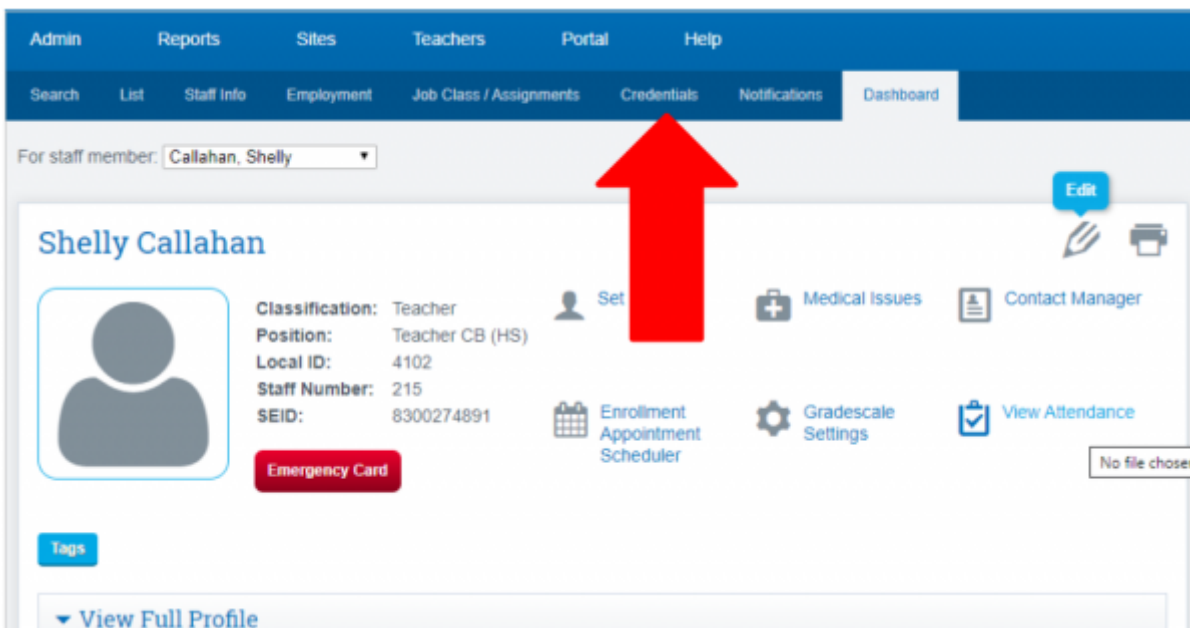 Admin Reports Sites Teachers Portal Help
Search List Staff Info Employment Job Class / Assignments Credentials Notifications Dashboard
For staff member: Callahan, Shelly
Edit
Shelly Callahan
Classification: Teacher
Position: Teacher CB (HS)
Local ID: 4102
Staff Number: 215
SEID: 8300274891
Emergency Card
Set
Medical Issues
Contact Manager
Enrollment
Appointment
Scheduler
Gradescale
Settings
View Attendance
No file chosen
Tags
View Full Profile